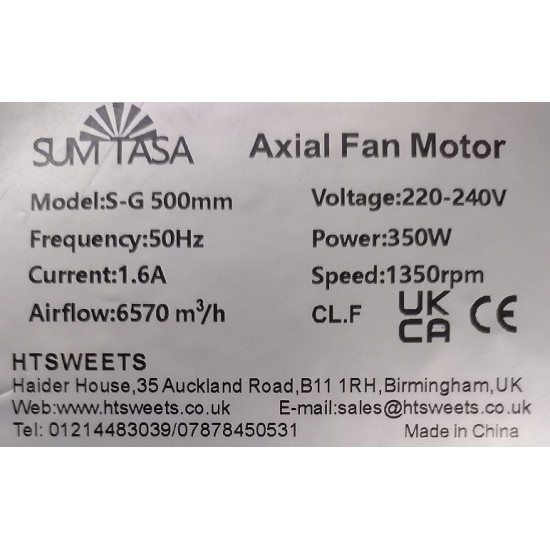 SUMTASA
Axial Fan Motor
Model:S-G 500mm
Voltage:220-240V
Frequency:50Hz
Power:350W
Current:1.6A
Speed:1350rpm
Airflow:6570 m³/h
CL.F UK CA CE
HTSWEETS
Haider House,35 Auckland Road,B11 1RH,Birmingham,UK
Web:www.htsweets.co.uk E-mail:sales@htsweets.co.uk
Tel: 01214483039/07878450531 Made in China